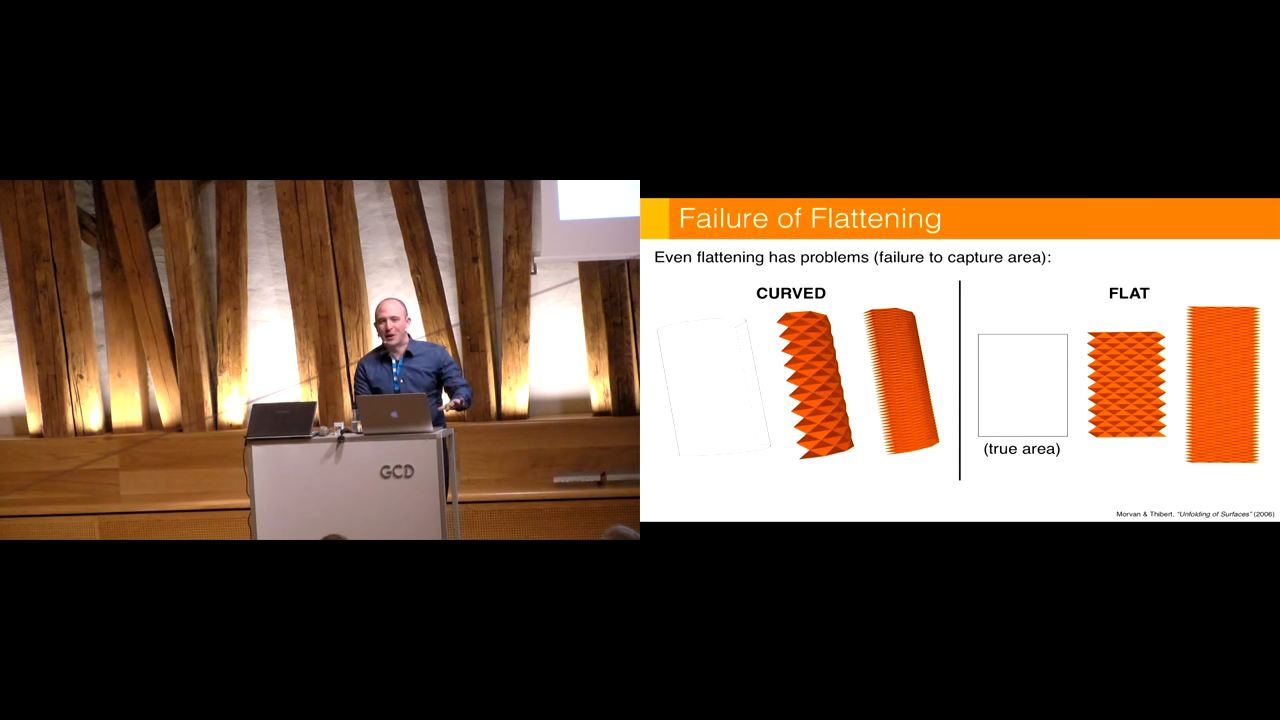 GCD
Failure of Flattening
Even flattening has problems (failure to capture area):
CURVED
FLAT
(true area)
Morvan & Thibert, "Unfolding of Surfaces" (2006)